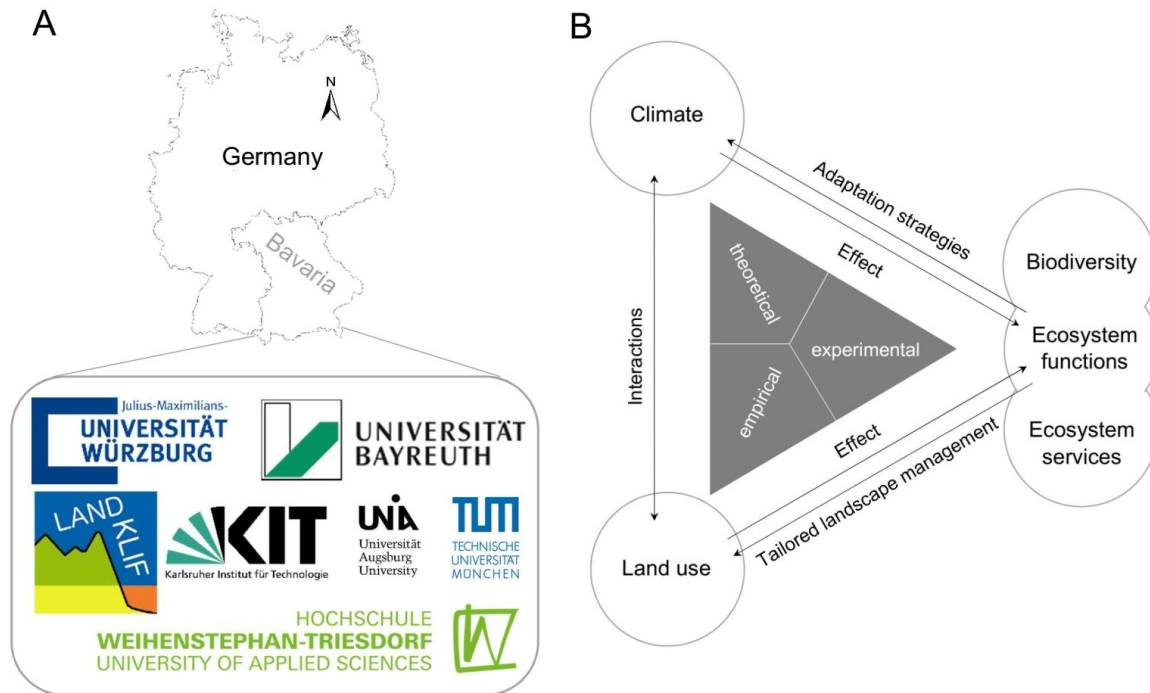 A
N
Germany
Bavaria
Julius-Maximilians-
UNIVERSITÄT
WÜRZBURG
UNIVERSITÄT
BAYREUTH
LAND
KLIF
KIT
Karlsruher Institut für Technologie
UNIA
Universität
Augsburg
University
TUM
TECHNISCHE
UNIVERSITÄT
MÜNCHEN
HOCHSCHULE
WEIHENSTEPHAN-TRIESDORF
UNIVERSITY OF APPLIED SCIENCES
B
Climate
Adaptation strategies
Effect
Biodiversity
Ecosystem
functions
Ecosystem
services
Interactions
theoretical
experimental
empirical
Effect
Tailored landscape management
Land use